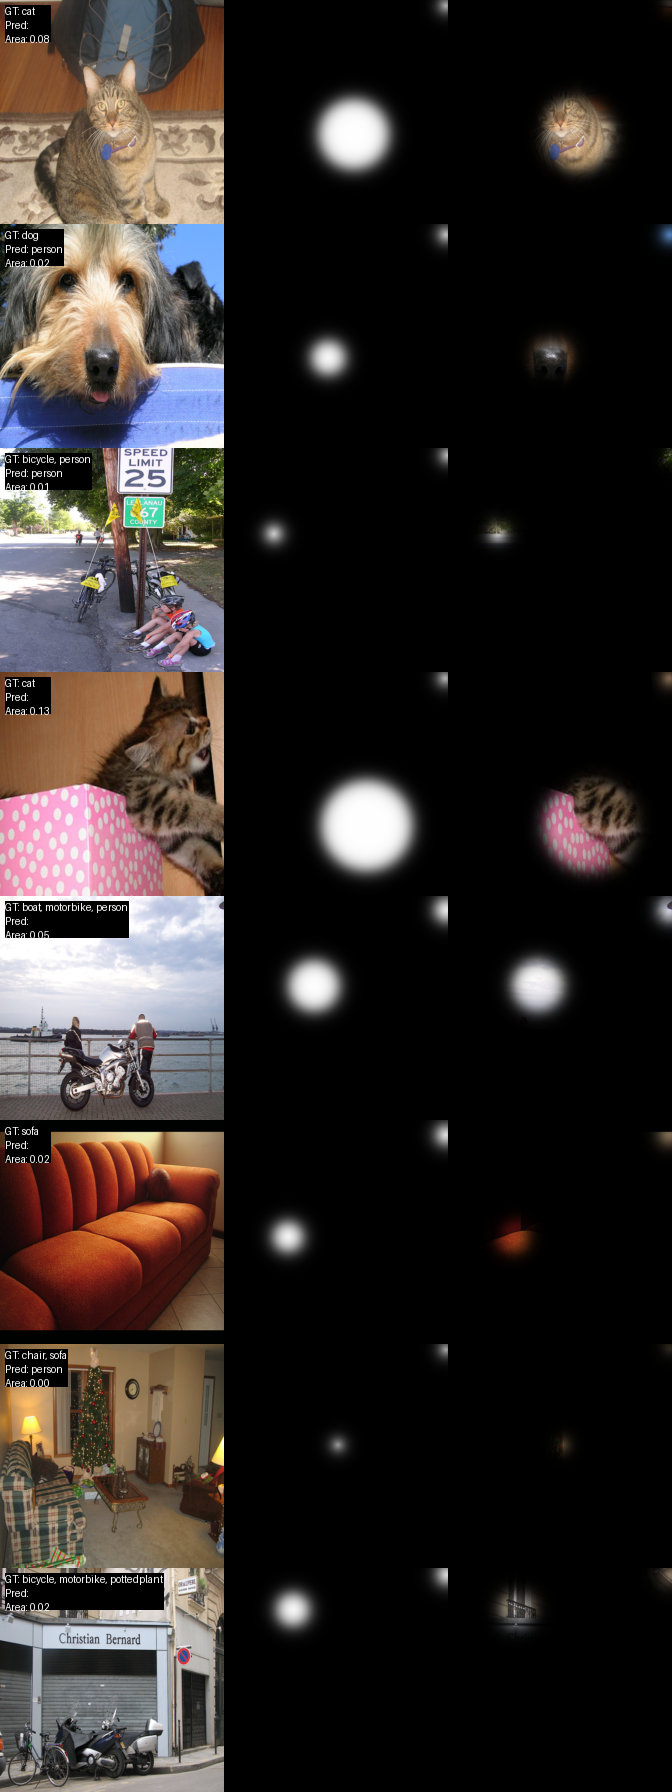 GT: cat
Pred:
Area: 0.08
GT: dog
Pred: person
Area: 0.02
GT: bicycle, person
Pred: person
Area: 0.01
SPEED
LIMIT
25
COUNTY
GT: cat
Pred:
Area: 0.13
GT: boat, motorbike, person
Pred:
Area: 0.05
GT: sofa
Pred:
Area: 0.02
GT: chair, sofa
Pred: person
Area: 0.00
GT: bicycle, motorbike, pottedplant
Pred:
Area: 0.02
Christian Bernard